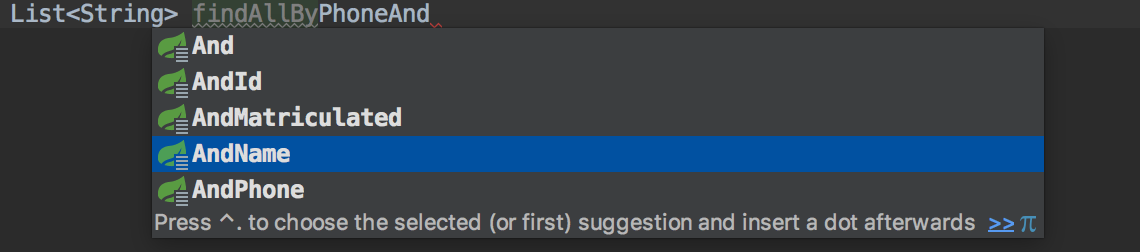 List<String> findAllByPhoneAnd
And
AndId
AndMatriculated
AndName
AndPhone
Press ^. to choose the selected (or first) suggestion and insert a dot afterwards >> π